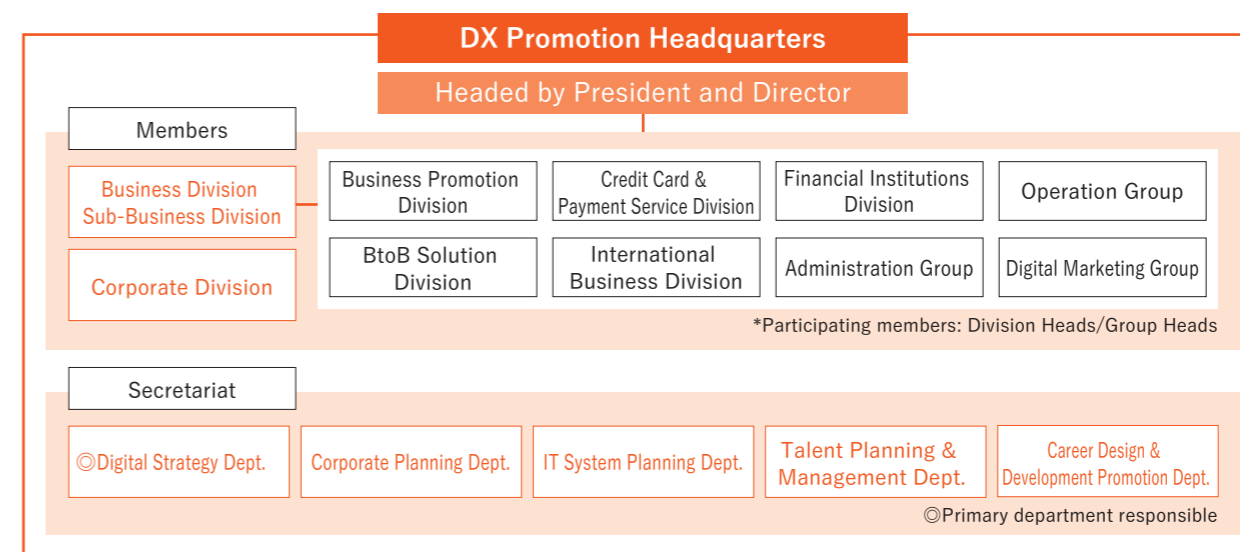 DX Promotion Headquarters
Headed by President and Director
Members
Business Division
Sub-Business Division
Corporate Division
Business Promotion
Division
Credit Card &
Payment Service Division
Financial Institutions
Division
Operation Group
BtoB Solution
Division
International
Business Division
Administration Group
Digital Marketing Group
*Participating members: Division Heads/Group Heads
Secretariat
◎Digital Strategy Dept.
Corporate Planning Dept.
IT System Planning Dept.
Talent Planning &
Management Dept.
Career Design &
Development Promotion Dept.
◎Primary department responsible